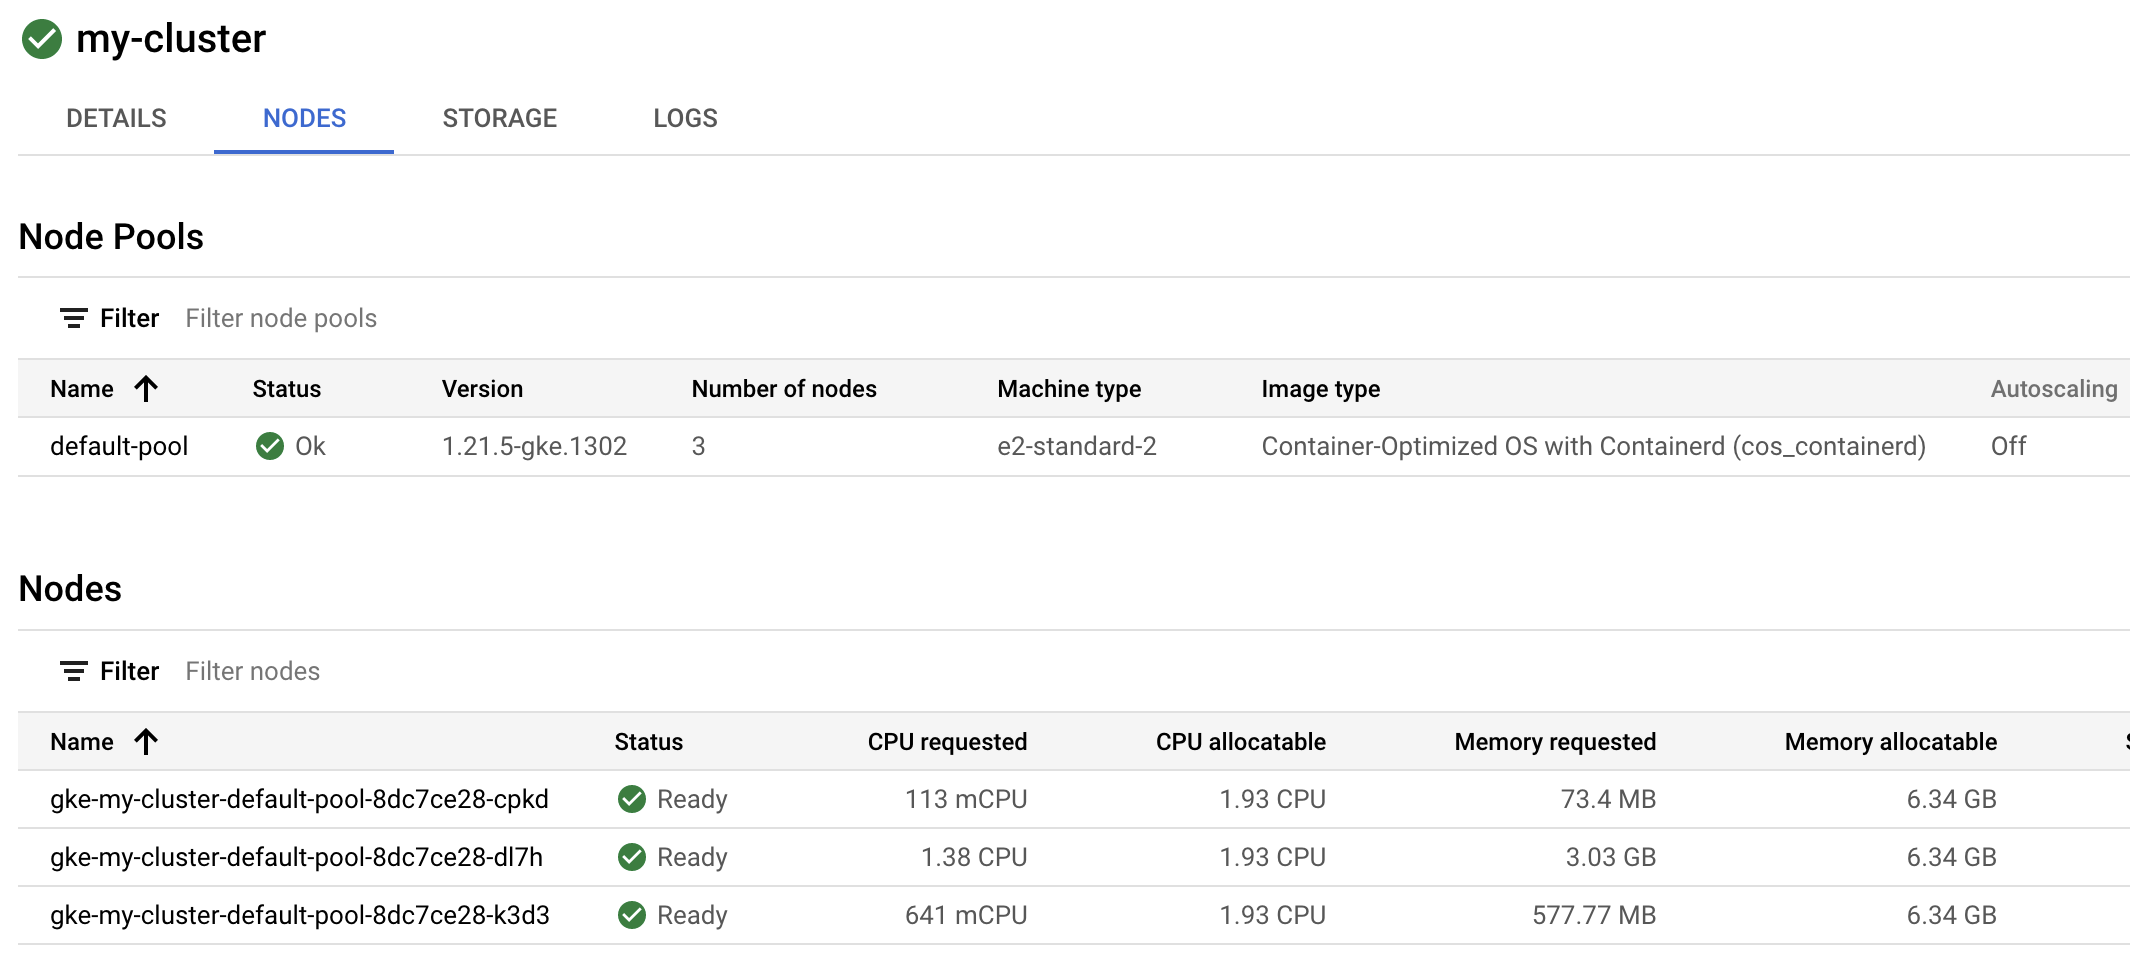 my-cluster
DETAILS NODES STORAGE LOGS
Node Pools
Filter Filter node pools
Name Status Version Number of nodes Machine type Image type Autoscaling
default-pool Ok 1.21.5-gke.1302 3 e2-standard-2 Container-Optimized OS with Containerd (cos_containerd) Off
Nodes
Filter Filter nodes
Name Status CPU requested CPU allocatable Memory requested Memory allocatable
gke-my-cluster-default-pool-8dc7ce28-cpkd Ready 113 mCPU 1.93 CPU 73.4 MB 6.34 GB
gke-my-cluster-default-pool-8dc7ce28-dl7h Ready 1.38 CPU 1.93 CPU 3.03 GB 6.34 GB
gke-my-cluster-default-pool-8dc7ce28-k3d3 Ready 641 mCPU 1.93 CPU 577.77 MB 6.34 GB